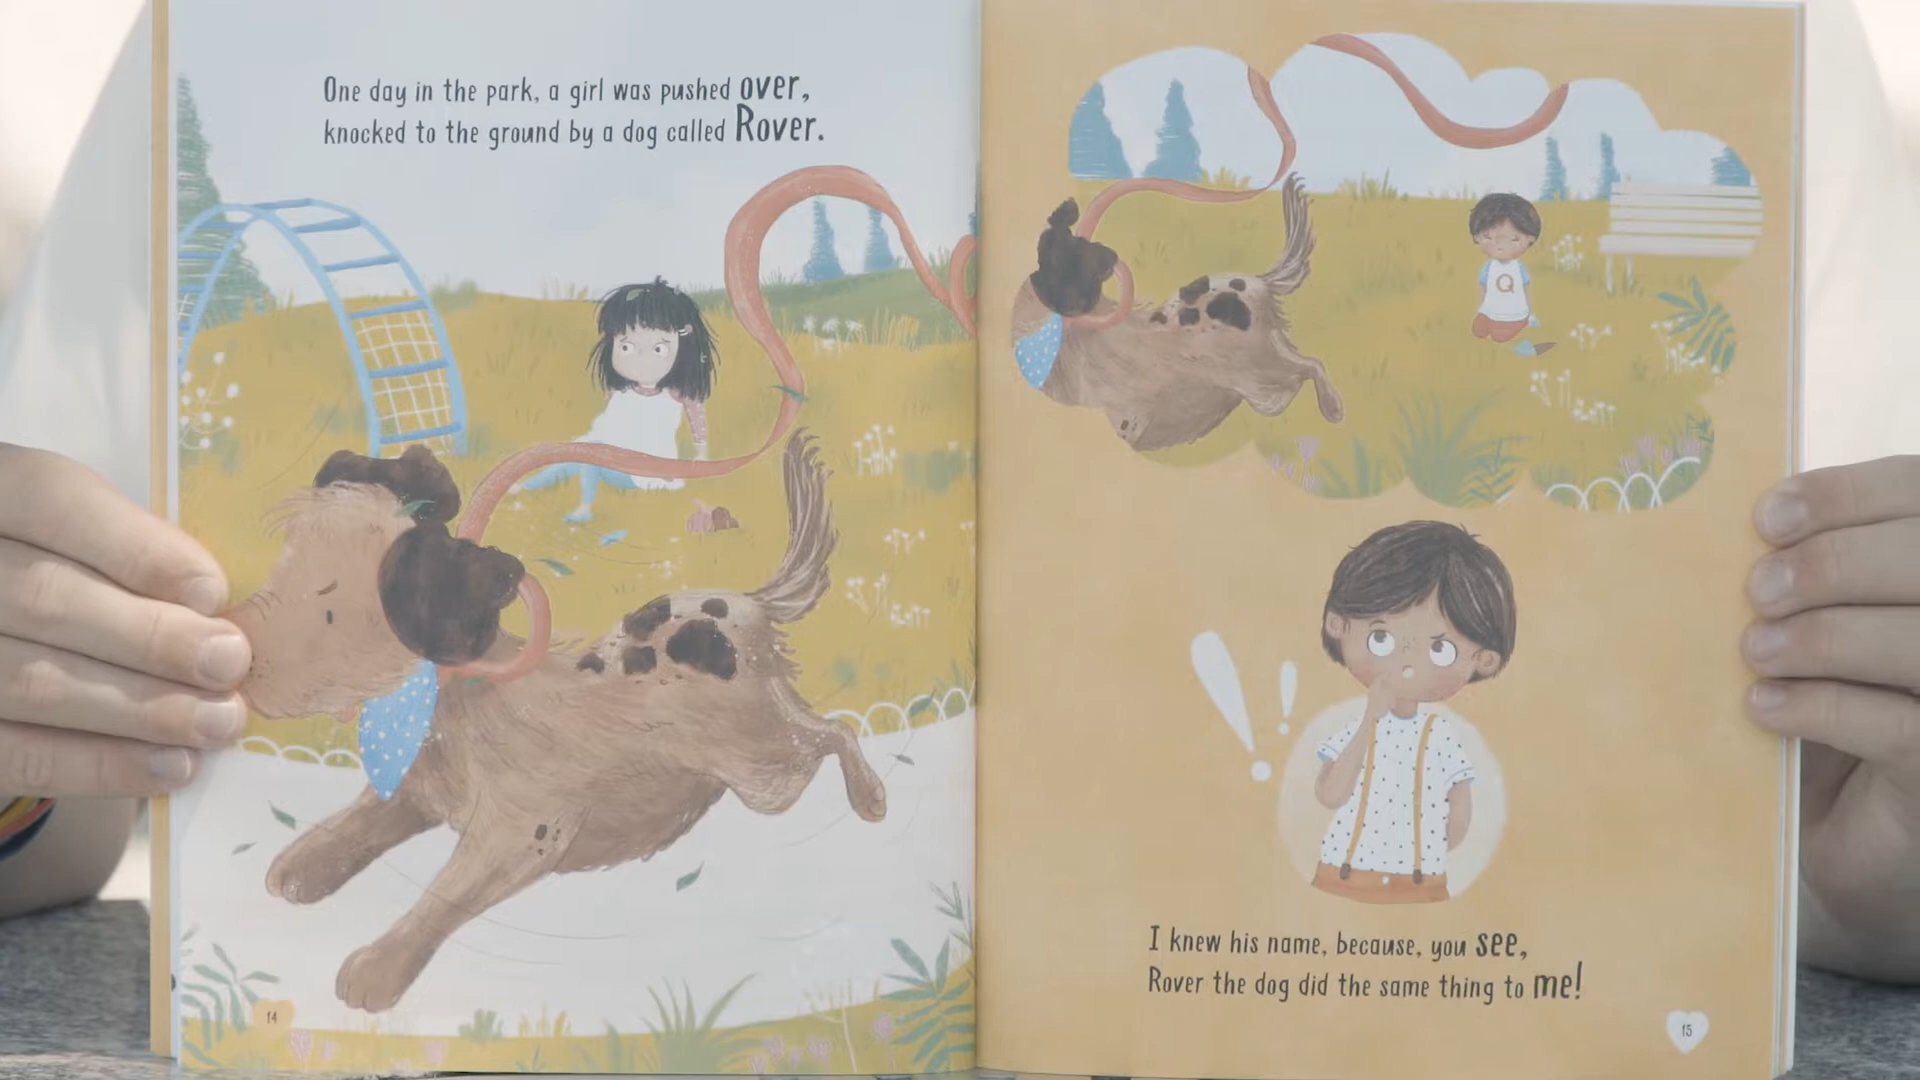 One day in the park, a girl was pushed over,
knocked to the ground by a dog called Rover.
14
Q
I knew his name, because, you see,
Rover the dog did the same thing to me!
15